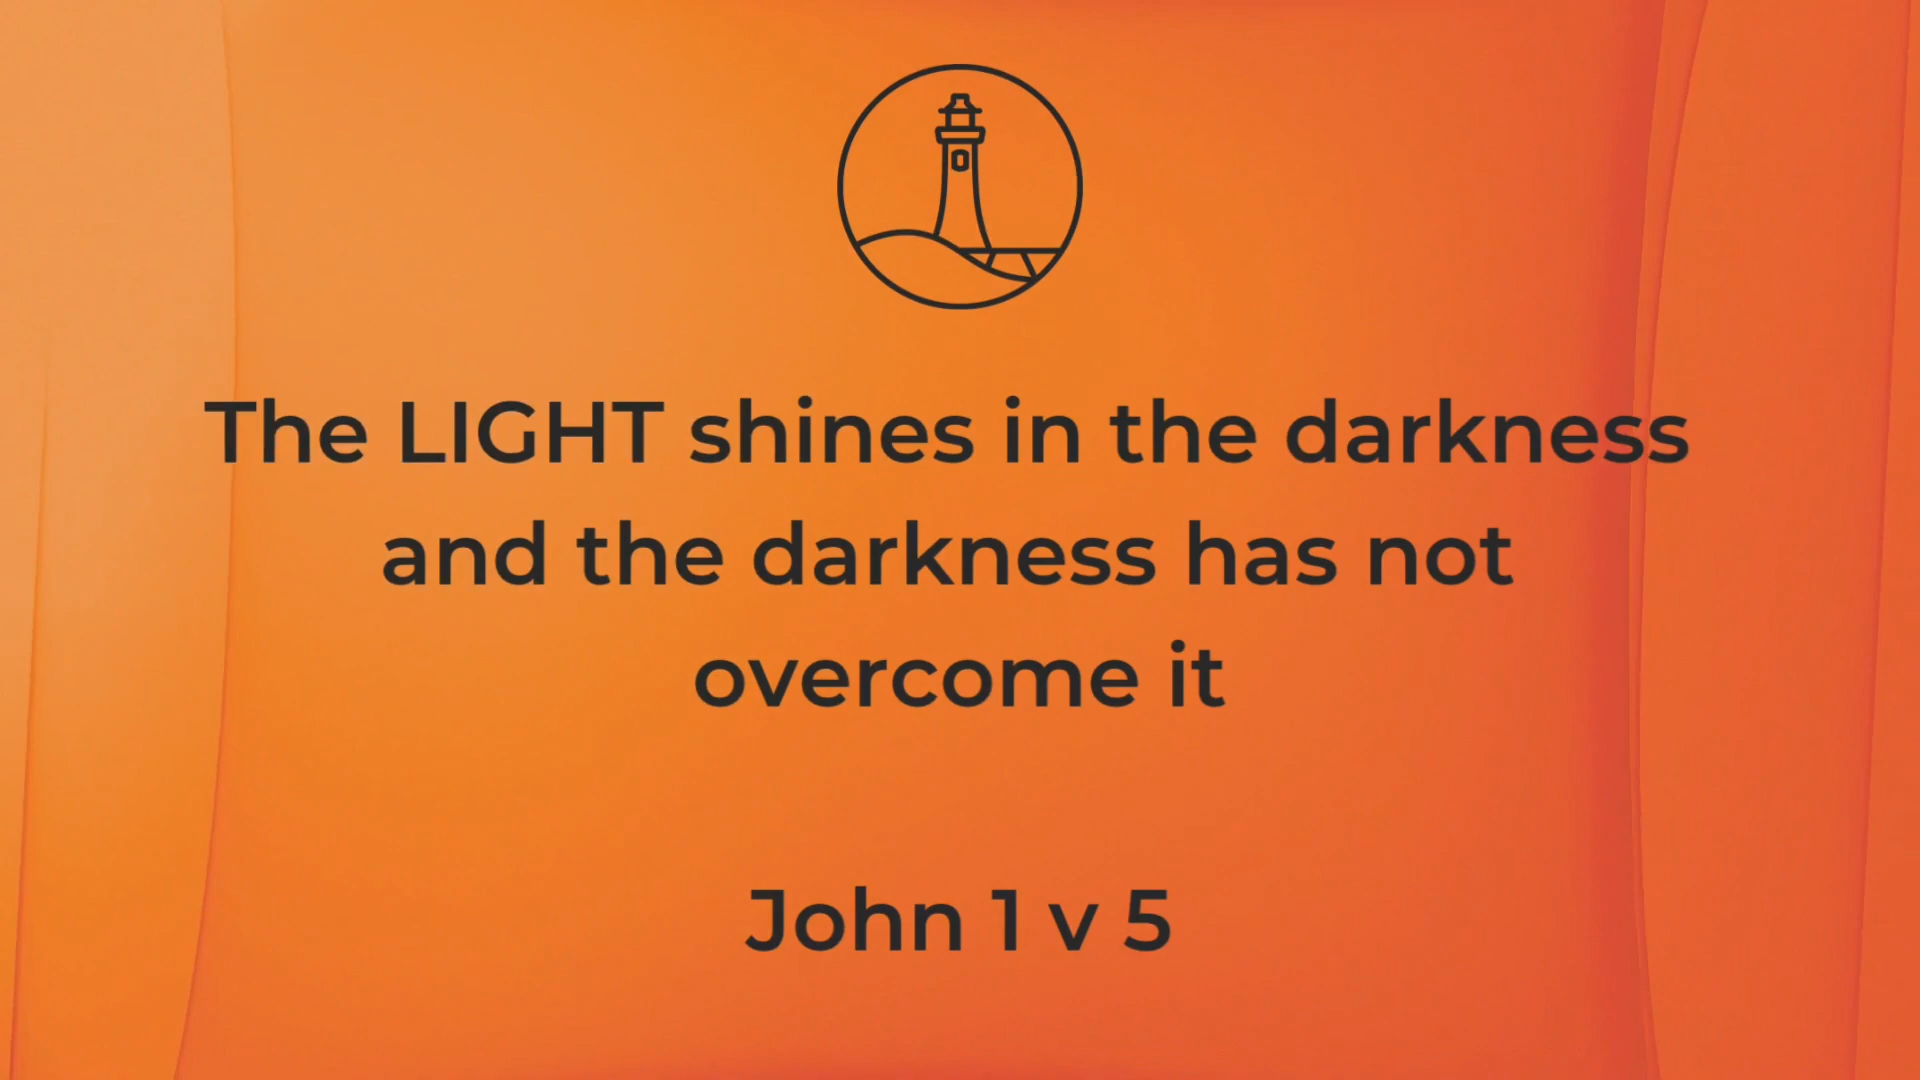 The LIGHT shines in the darkness
and the darkness has not
overcome it
John 1 v 5